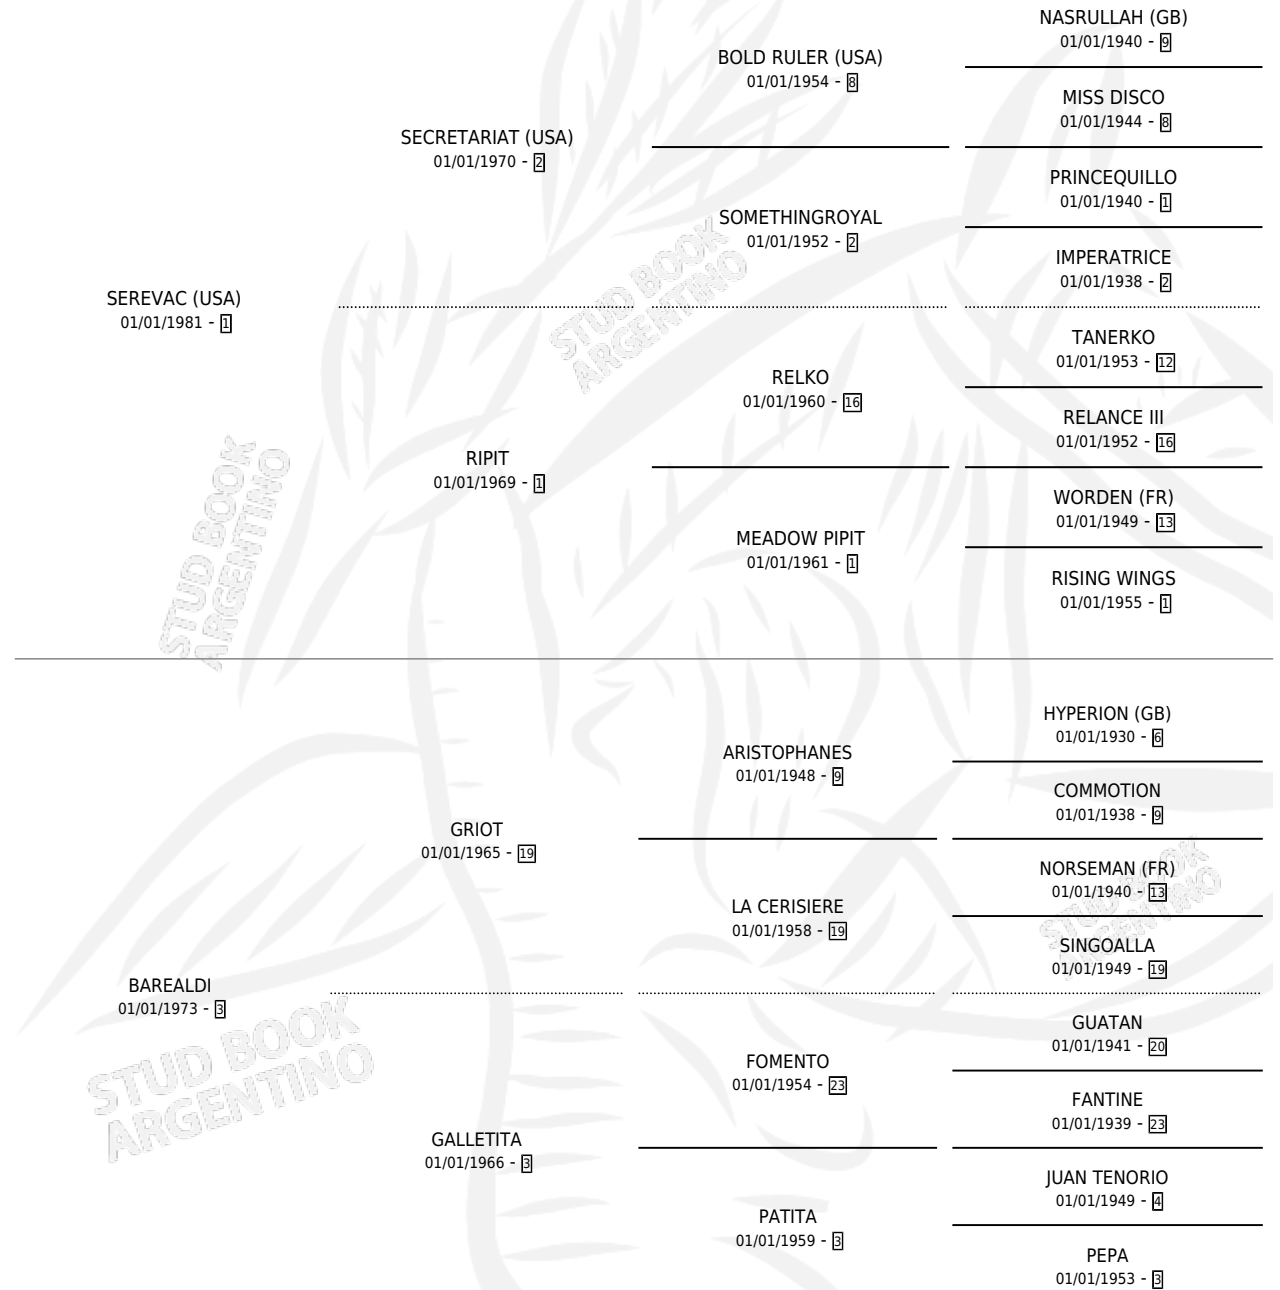 NASRULLAH (GB)
01/01/1940 - 9
BOLD RULER (USA)
01/01/1954 - 8
MISS DISCO
01/01/1944 - 8
SECRETARIAT (USA)
01/01/1970 - 2
PRINCEQUILLO
01/01/1940 - 1
SOMETHINGROYAL
01/01/1952 - 2
IMPERATRICE
01/01/1938 - 2
SEREVAC (USA)
01/01/1981 - 1
TANERKO
01/01/1953 - 12
RELKO
01/01/1960 - 16
RELANCE III
01/01/1952 - 16
RIPIT
01/01/1969 - 1
WORDEN (FR)
01/01/1949 - 13
MEADOW PIPIT
01/01/1961 - 1
RISING WINGS
01/01/1955 - 1
HYPERION (GB)
01/01/1930 - 6
ARISTOPHANES
01/01/1948 - 9
COMMOTION
01/01/1938 - 9
GRIOT
01/01/1965 - 19
NORSEMAN (FR)
01/01/1940 - 13
LA CERISIERE
01/01/1958 - 19
SINGOALLA
01/01/1949 - 19
BAREALDI
01/01/1973 - 3
GUATAN
01/01/1941 - 20
FOMENTO
01/01/1954 - 23
FANTINE
01/01/1939 - 23
GALLETITA
01/01/1966 - 3
JUAN TENORIO
01/01/1949 - 4
PATITA
01/01/1959 - 3
PEPA
01/01/1953 - 3
STUD BOOK
ARGENTINO
STUD BOOK
ARGENTINO
STUD BOOK
ARGENTINO
STUD BOOK
ARGENTINO